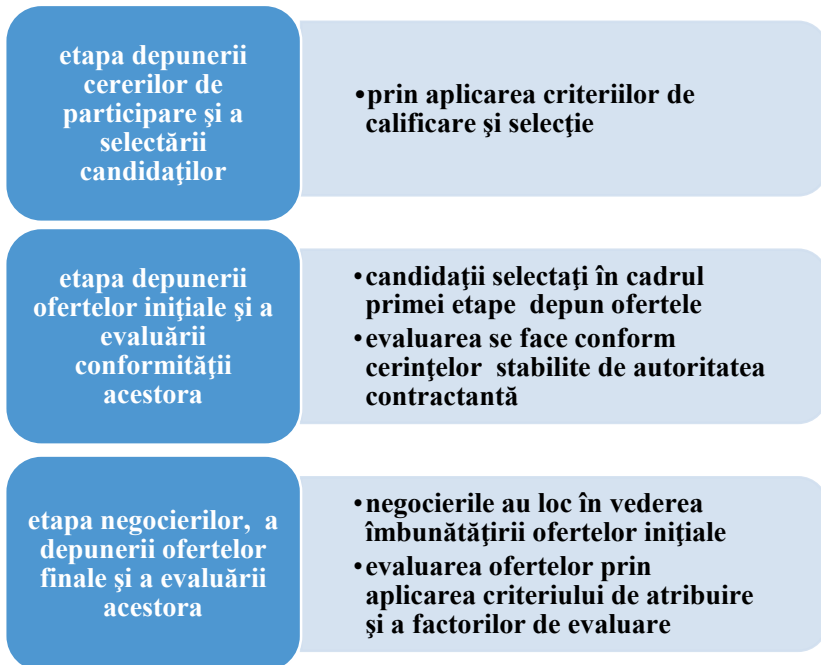 etapa depunerii
cererilor de
participare şi a
selectării
candidaţilor
•prin aplicarea criteriilor de
calificare şi selecţie
etapa depunerii
ofertelor iniţiale şi a
evaluării
conformităţii
acestora
•candidaţii selectaţi în cadrul
primei etape depun ofertele
•evaluarea se face conform
cerinţelor stabilite de autoritatea
contractantă
etapa negocierilor, a
depunerii ofertelor
finale şi a evaluării
acestora
•negocierile au loc în vederea
îmbunătăţirii ofertelor iniţiale
•evaluarea ofertelor prin
aplicarea criteriului de atribuire
şi a factorilor de evaluare